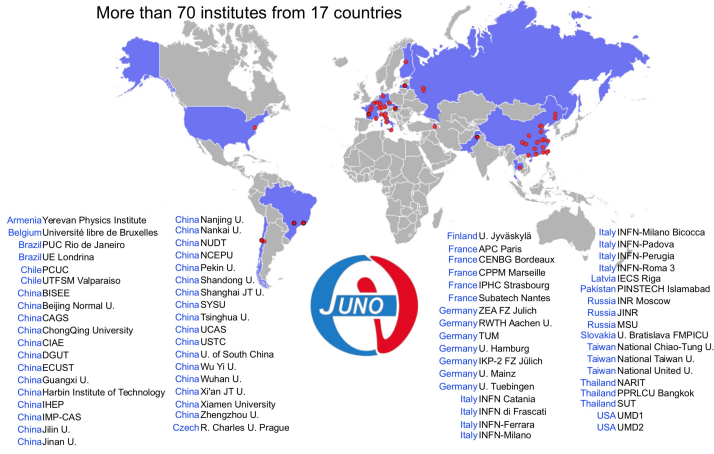 More than 70 institutes from 17 countries
Armenia Yerevan Physics Institute
Belgium Université libre de Bruxelles
Brazil PUC Rio de Janeiro
Brazil UE Londrina
Chile PCUC
Chile UTFSM Valparaiso
China BISEE
China Beijing Normal U.
China CAGS
China ChongQing University
China CIAE
China DGUT
China ECUST
China Guangxi U.
China Harbin Institute of Technology
China IHEP
China IMP-CAS
China Jilin U.
China Jinan U.
China Nanjing U.
China Nankai U.
China NUDT
China NCEPU
China Pekin U.
China Shandong U.
China Shanghai JT U.
China SYSU
China Tsinghua U.
China UCAS
China USTC
China U. of South China
China Wu Yi U.
China Wuhan U.
China Xi'an JT U.
China Xiamen University
China Zhengzhou U.
Czech R. Charles U. Prague
JUNO
Finland U. Jyväskylä
France APC Paris
France CENBG Bordeaux
France CPPM Marseille
France IPHC Strasbourg
France Subatech Nantes
Germany ZEA FZ Julich
Germany RWTH Aachen U.
Germany TUM
Germany U. Hamburg
Germany IKP-2 FZ Jülich
Germany U. Mainz
Germany U. Tuebingen
Italy INFN Catania
Italy INFN di Frascati
Italy INFN-Ferrara
Italy INFN-Milano
Italy INFN-Milano Bicocca
Italy INFN-Padova
Italy INFN-Perugia
Italy INFN-Roma 3
Latvia IECS Riga
Pakistan PINSTECH Islamabad
Russia INR Moscow
Russia JINR
Russia MSU
Slovakia U. Bratislava FMPICU
Taiwan National Chiao-Tung U.
Taiwan National Taiwan U.
Taiwan National United U.
Thailand NARIT
Thailand PPRLCU Bangkok
Thailand SUT
USA UMD1
USA UMD2